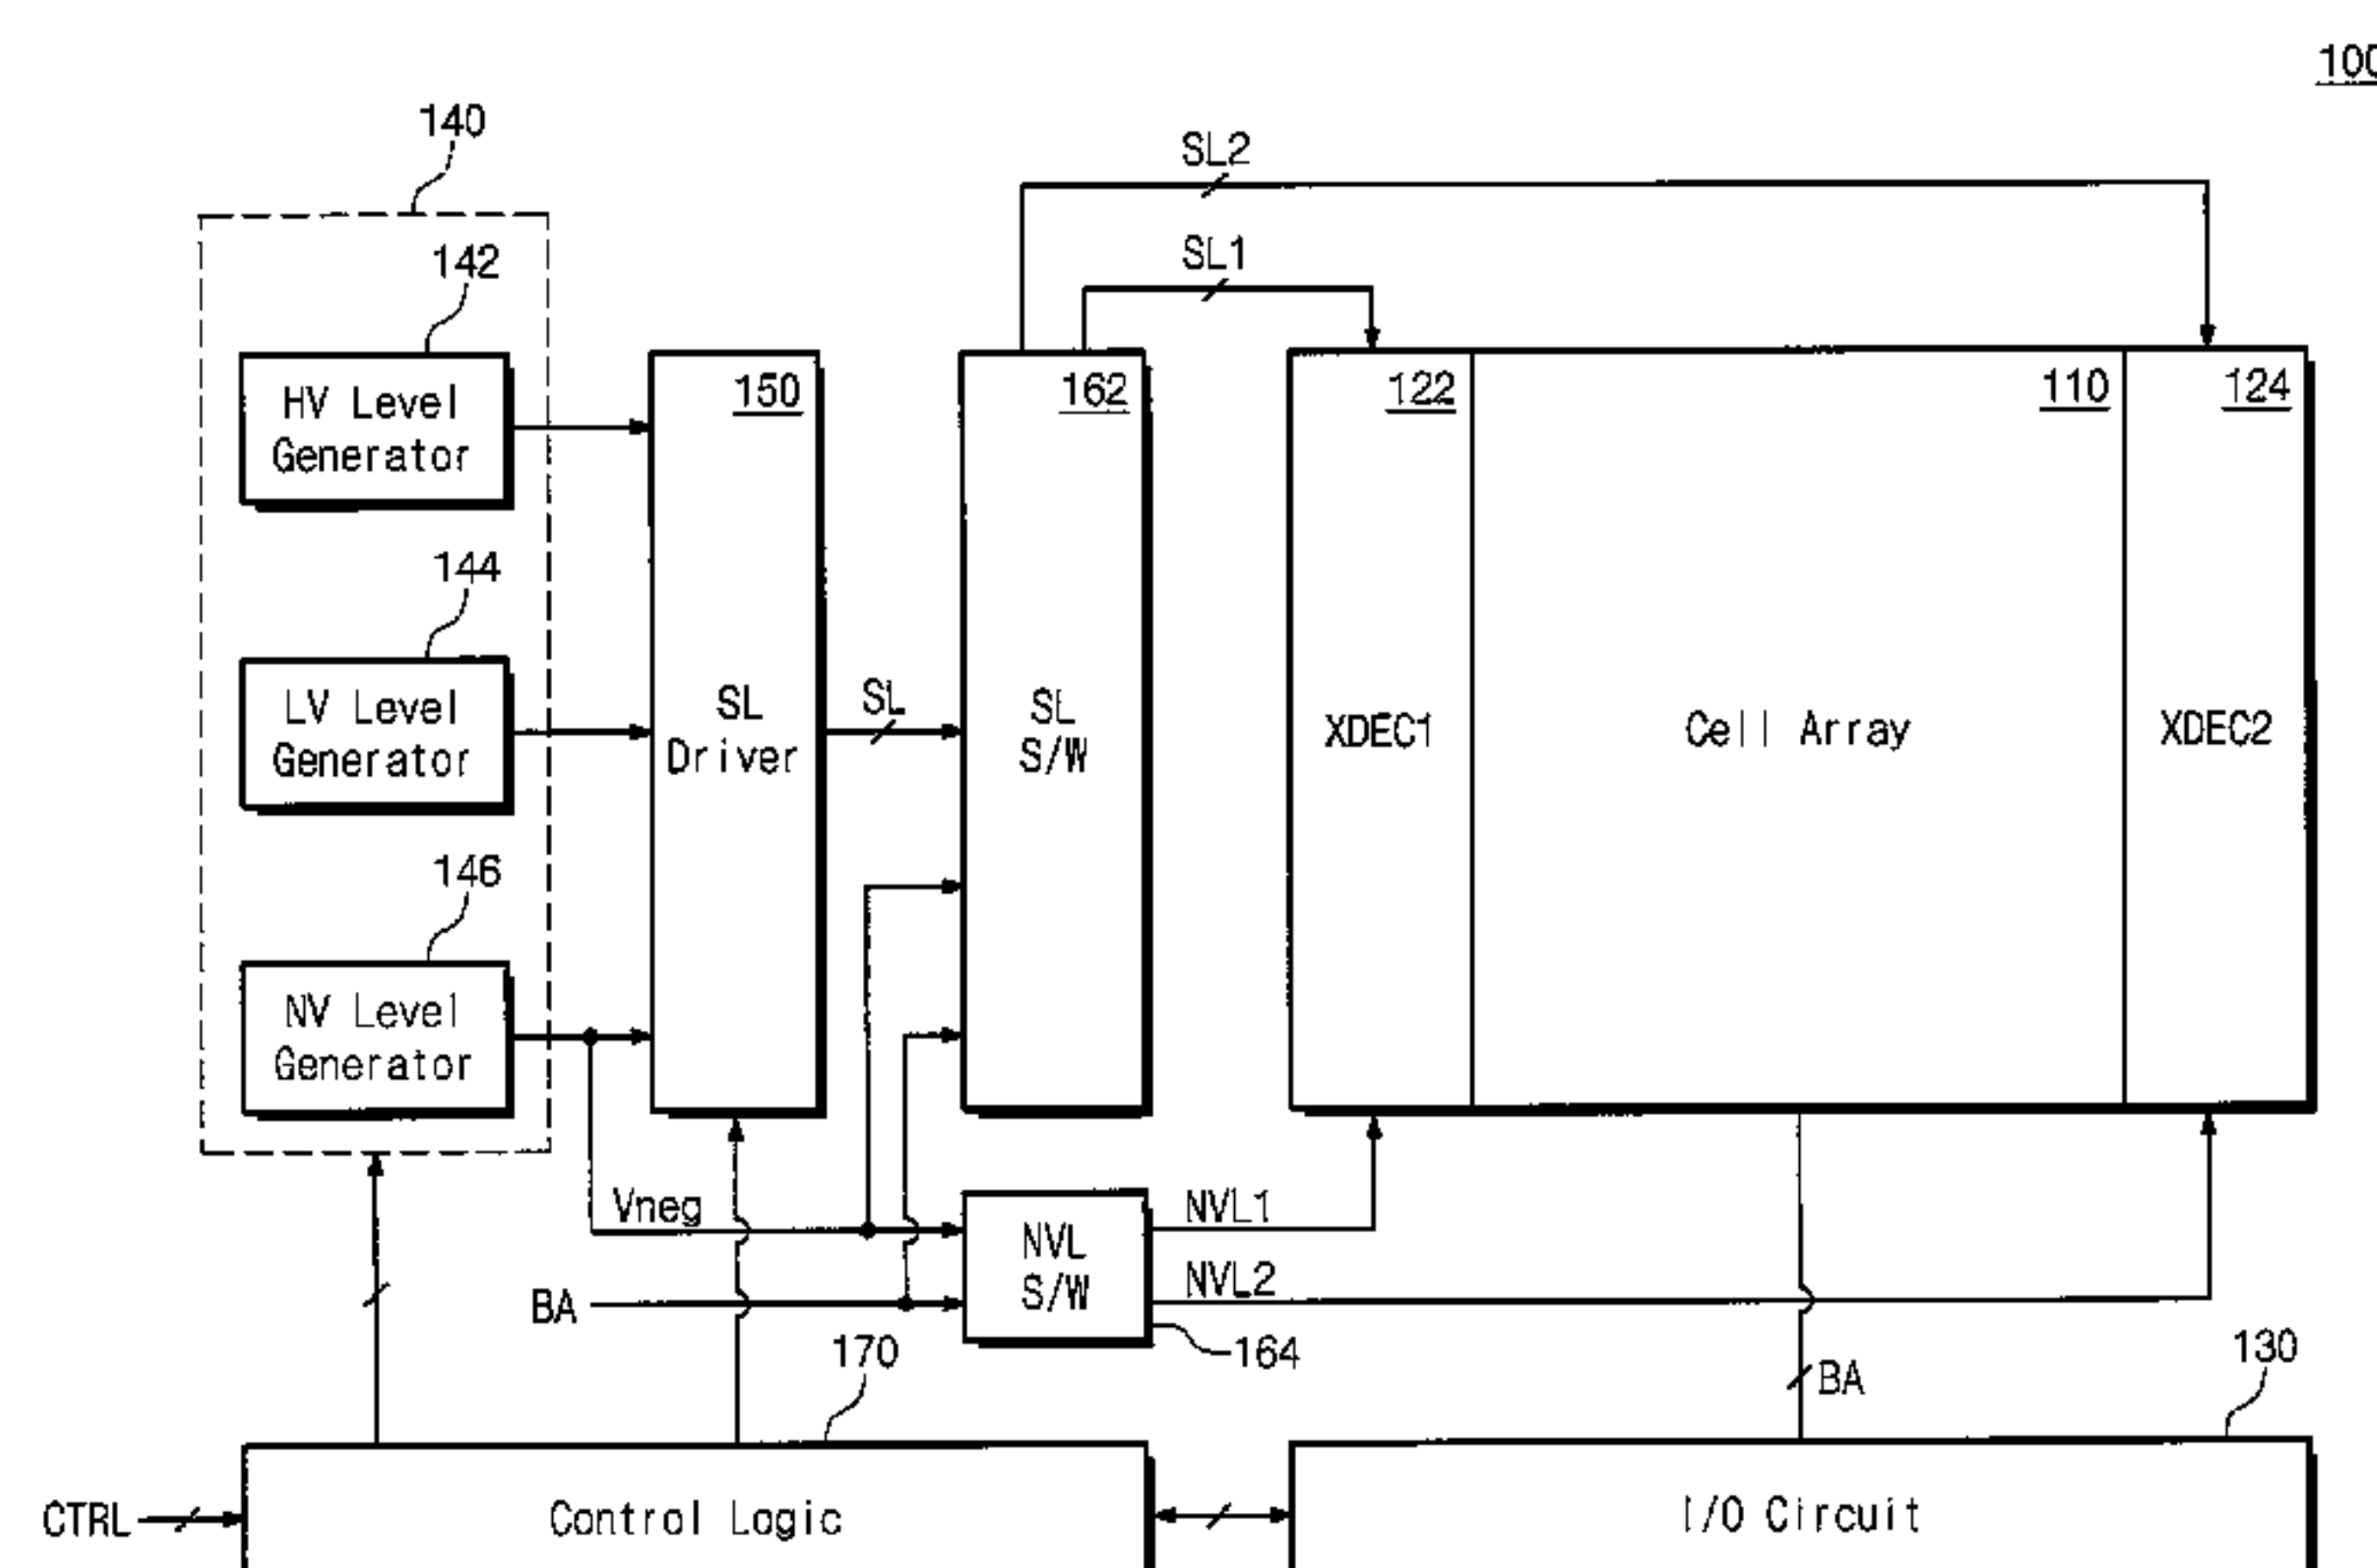 100
140
SL2
142
SL1
HV Level
Generator
150
162
122
110
124
144
LV Level
Generator
SL
Driver
SL
SL
S/W
XDEC1
Cell Array
XDEC2
146
NV Level
Generator
Vneg
NVL
S/W
NVL1
NVL2
BA
164
170
BA
130
CTRL
Control Logic
I/O Circuit